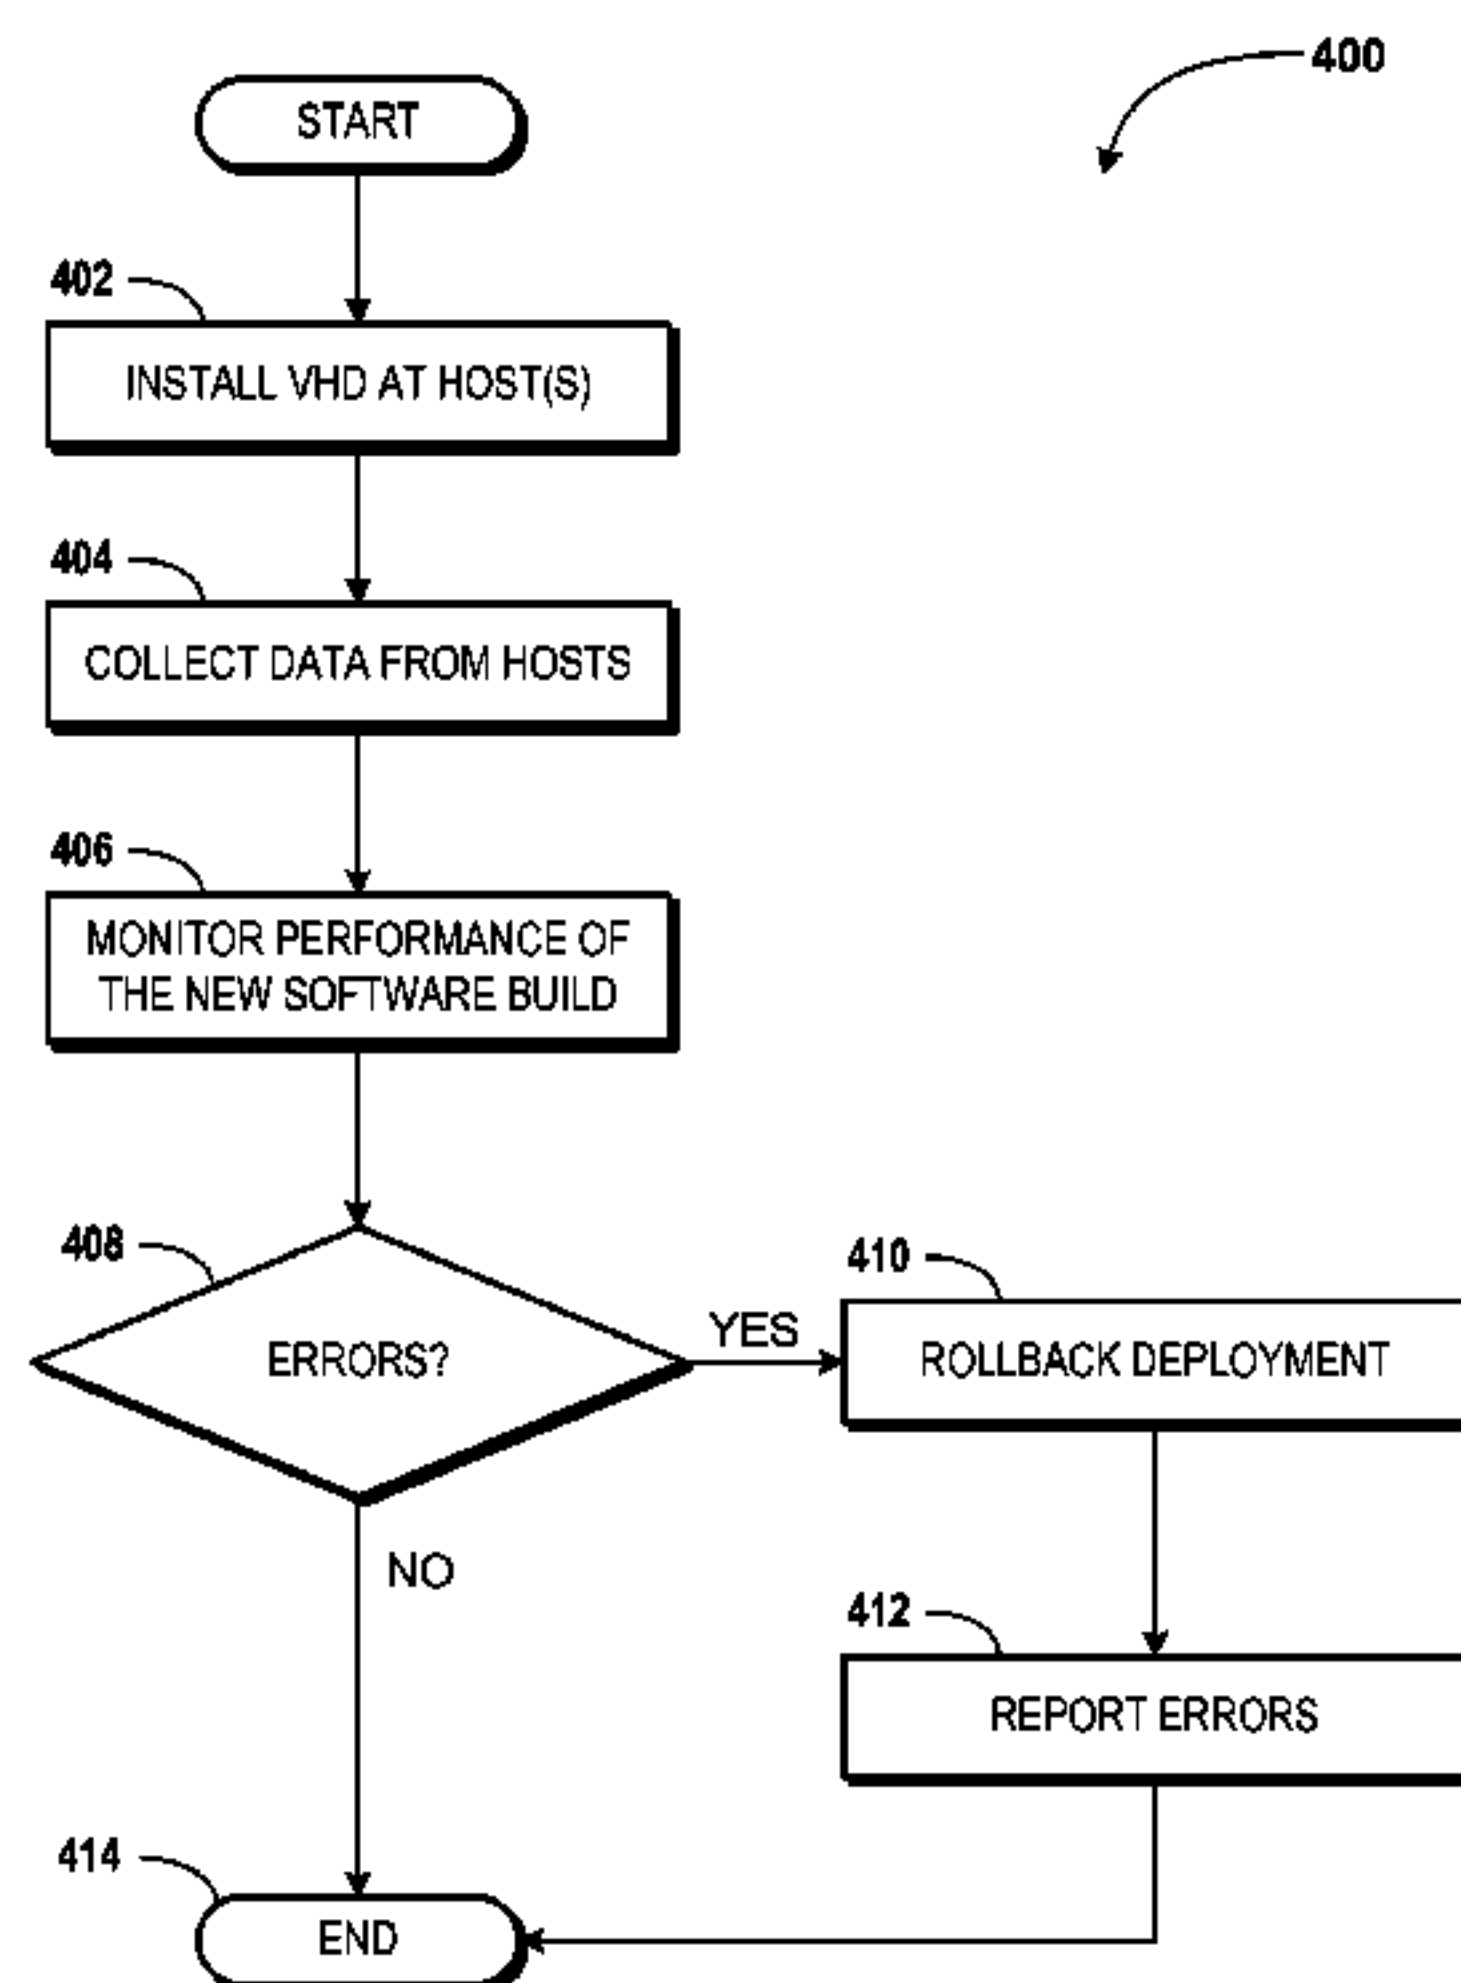 400
START
402
INSTALL VHD AT HOST(S)
404
COLLECT DATA FROM HOSTS
406
MONITOR PERFORMANCE OF
THE NEW SOFTWARE BUILD
408
ERRORS?
YES
410
ROLLBACK DEPLOYMENT
NO
412
REPORT ERRORS
414
END